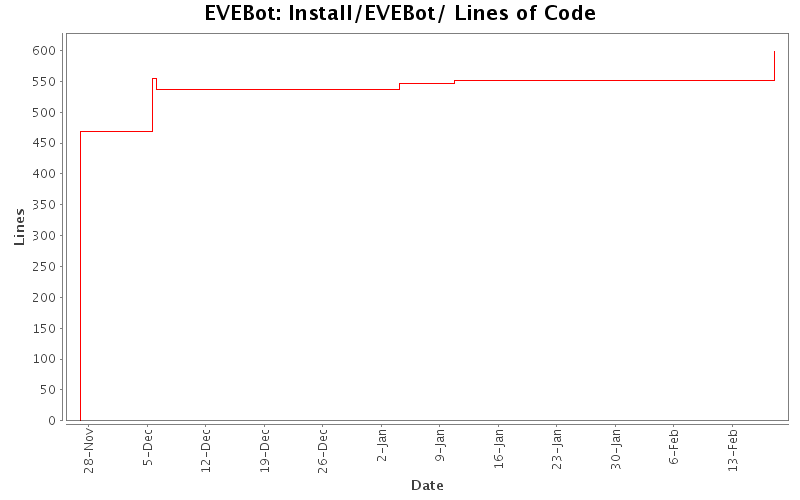 EVEBot: Install/EVEBot/ Lines of Code
600
550
500
450
400
350
300
250
200
150
100
50
0
Lines
28-Nov
5-Dec
12-Dec
19-Dec
26-Dec
2-Jan
9-Jan
16-Jan
23-Jan
30-Jan
6-Feb
13-Feb
Date